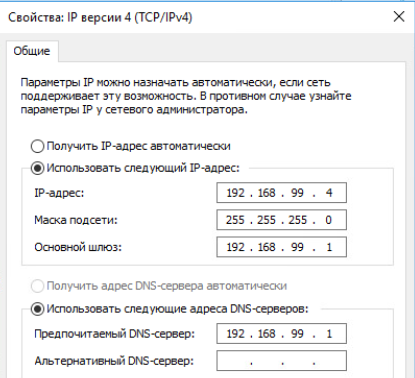 Свойства: IP версии 4 (TCP/IPv4)
Общие
Параметры IP можно назначать автоматически, если сеть
поддерживает эту возможность. В противном случае узнайте
параметры IP у сетевого администратора.
Получить IP-адрес автоматически
Использовать следующий IP-адрес:
IP-адрес: 192 . 168 . 99 . 4
Маска подсети: 255 . 255 . 255 . 0
Основной шлюз: 192 . 168 . 99 . 1
Получить адрес DNS-сервера автоматически
Использовать следующие адреса DNS-серверов:
Предпочитаемый DNS-сервер: 192 . 168 . 99 . 1
Альтернативный DNS-сервер: . . .